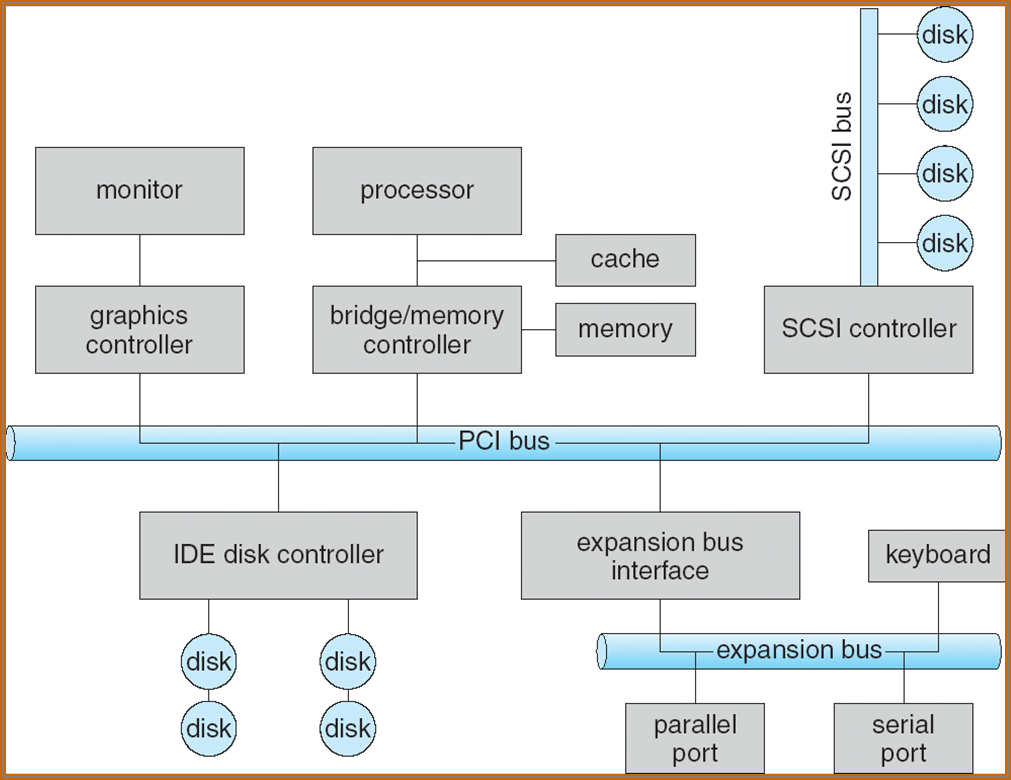 disk
disk
SCSI bus
disk
disk
monitor
processor
cache
graphics
controller
bridge/memory
controller
memory
SCSI controller
PCI bus
IDE disk controller
expansion bus
interface
keyboard
disk
disk
expansion bus
disk
disk
parallel
port
serial
port